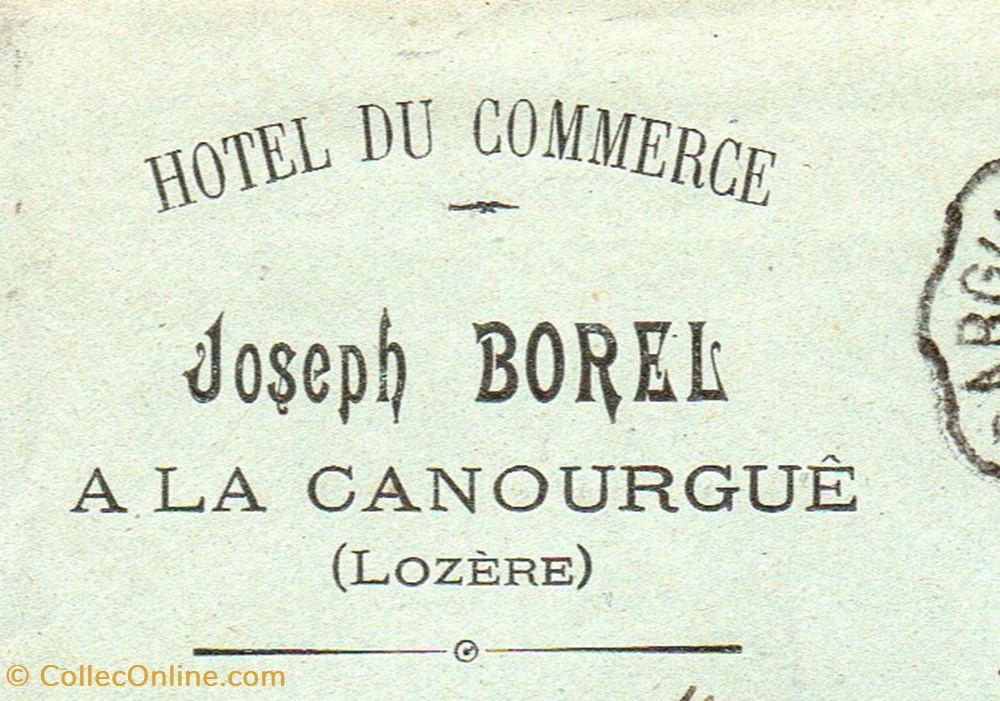 HOTEL DU COMMERCE
Joseph BOREL
A LA CANOURGUÊ
(LOZÈRE)
© CollecOnline.com